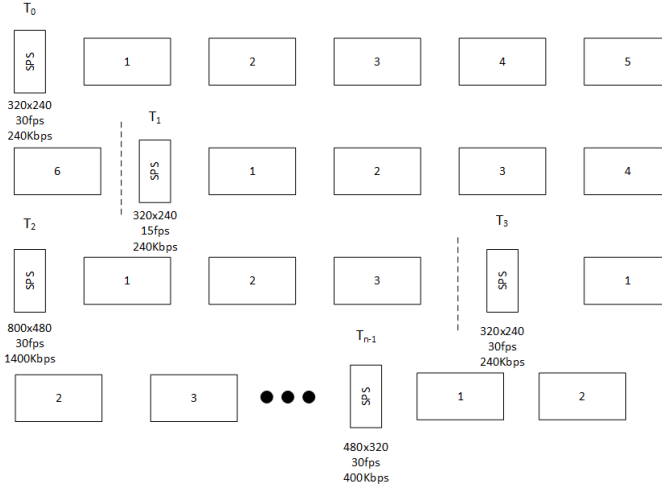 T0
SPS
1
2
3
4
5
320x240
30fps
240Kbps
T1
6
SPS
1
2
3
4
320x240
15fps
240Kbps
T2
T3
SPS
1
2
3
SPS
1
800x480
30fps
1400Kbps
320x240
30fps
240Kbps
Tn-1
2
3
SPS
1
2
480x320
30fps
400Kbps